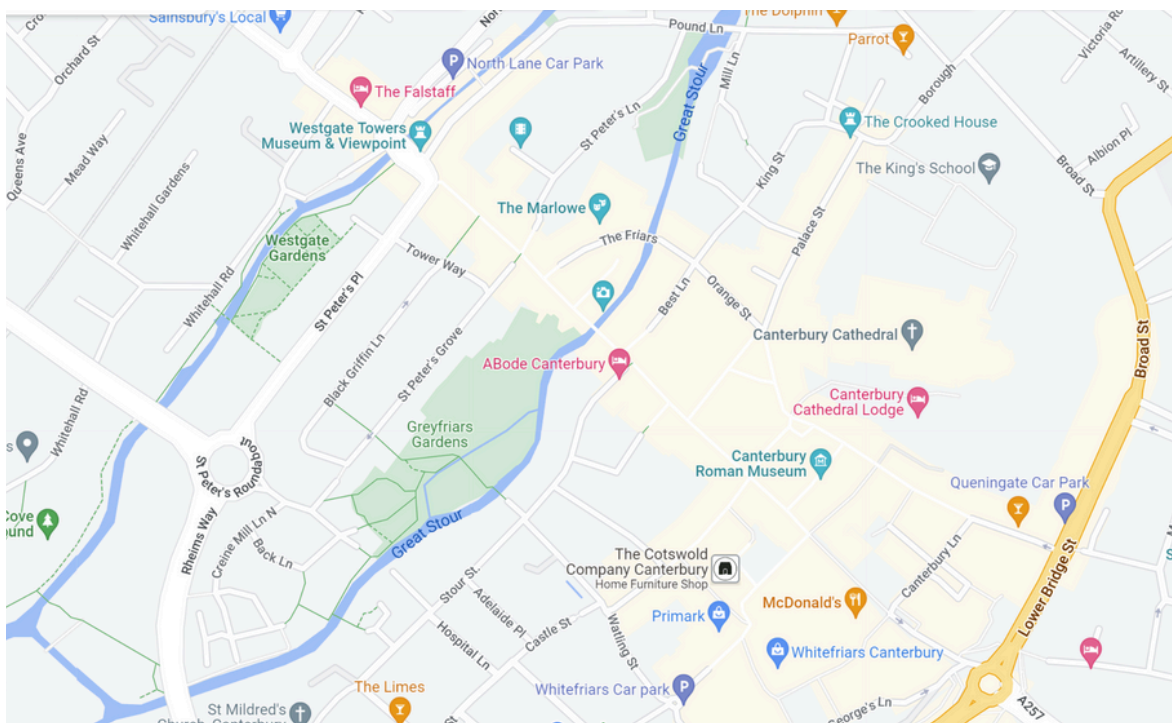 Sainsbury's Local
Orchard St
Queens Ave
Mead Way
Whitehall Gardens
The Falstaff
North Lane Car Park
Westgate Towers
Museum & Viewpoint
St Peter's Ln
Great Stour
Pound Ln
Mill Ln
The Dolphin
Parrot
Victoria Rd
Artillery St
Borough
The Crooked House
The King's School
Albion Pl
Broad St
King St
Palace St
The Marlowe
The Friars
Westgate
Gardens
Whitehall Rd
St Peter's Pl
Tower Way
Best Ln
Orange St
Canterbury Cathedral
Broad St
Black Griffin Ln
St Peter's Grove
ABode Canterbury
Canterbury
Cathedral Lodge
Whitehall Rd
Greyfriars
Gardens
St. Peter's Roundabout
Canterbury
Roman Museum
Queningate Car Park
Rheims Way
Creine Mill Ln N
Back Ln
Great Stour
Stour St.
Adelaide Pl
Hospital Ln
Castle St
Watling St
The Cotswold
Company Canterbury
Home Furniture Shop
Primark
McDonald's
Canterbury Ln
Lower Bridge St
Whitefriars Canterbury
Whitefriars Car park
The Limes
St Mildred's
Church, Canterbury
George's Ln
A257